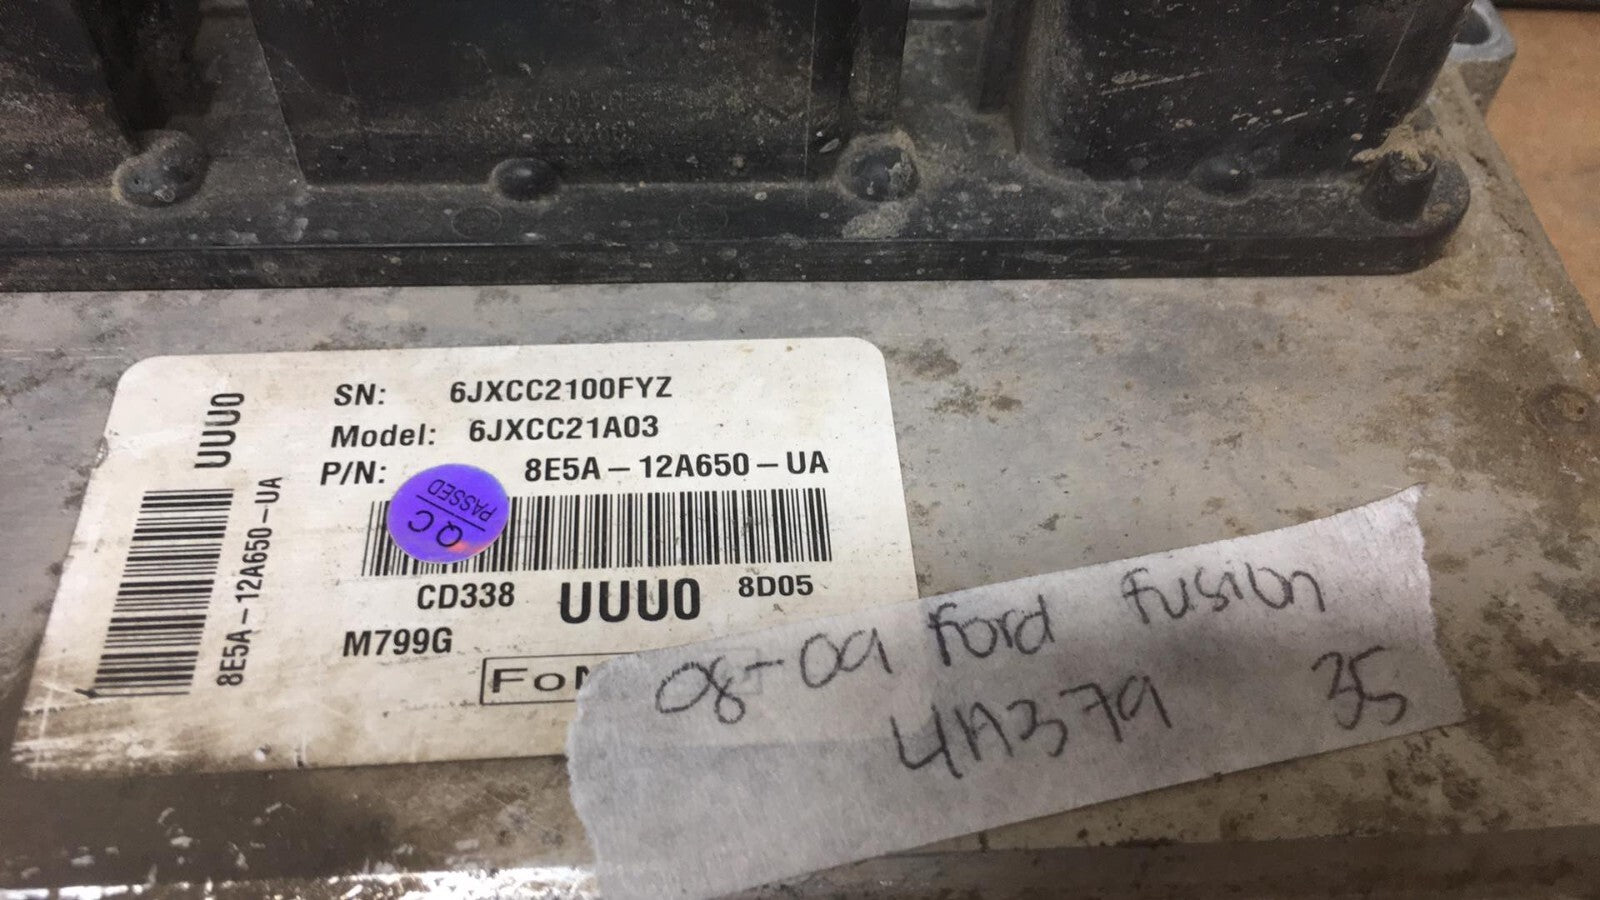 SN: 6JXCC2100FYZ
Model: 6JXCC21A03
P/N: 8E5A-12A650-UA
QC
PASSED
CD338 UUU0 8D05
M799G
FoM
UUU0
8E5A-12A650-UA
08-09 Ford Fusion
4A379 35